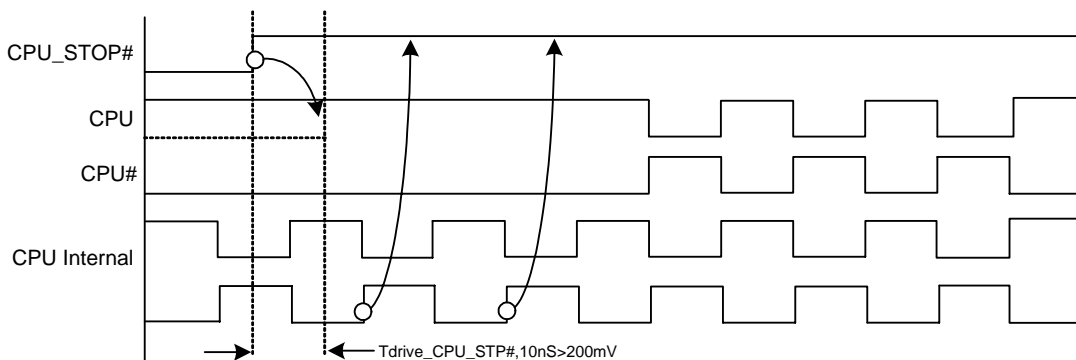 CPU_STOP#
CPU
CPU#
CPU Internal
Tdrive_CPU_STP#,10nS>200mV